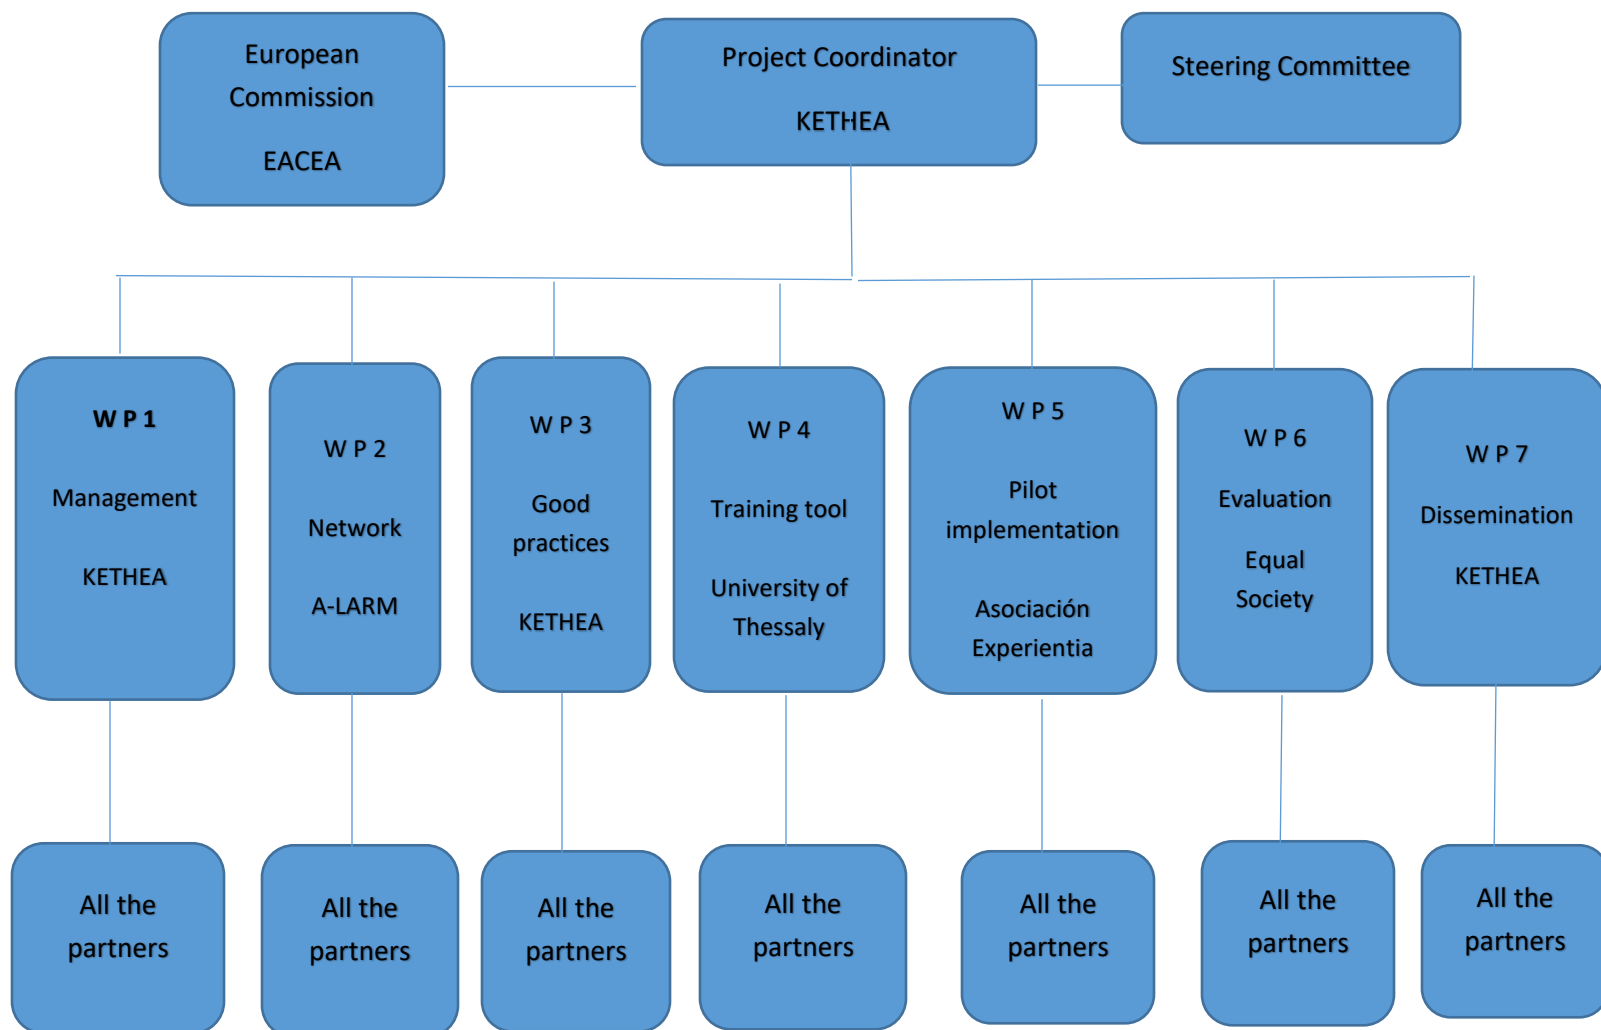 European
Commission
EACEA
Project Coordinator
KETHEA
Steering Committee
W P 1
Management
KETHEA
W P 2
Network
A-LARM
W P 3
Good
practices
KETHEA
W P 4
Training tool
University of
Thessaly
W P 5
Pilot
implementation
Asociación
Experientia
W P 6
Evaluation
Equal
Society
W P 7
Dissemination
KETHEA
All the
partners
All the
partners
All the
partners
All the
partners
All the
partners
All the
partners
All the
partners